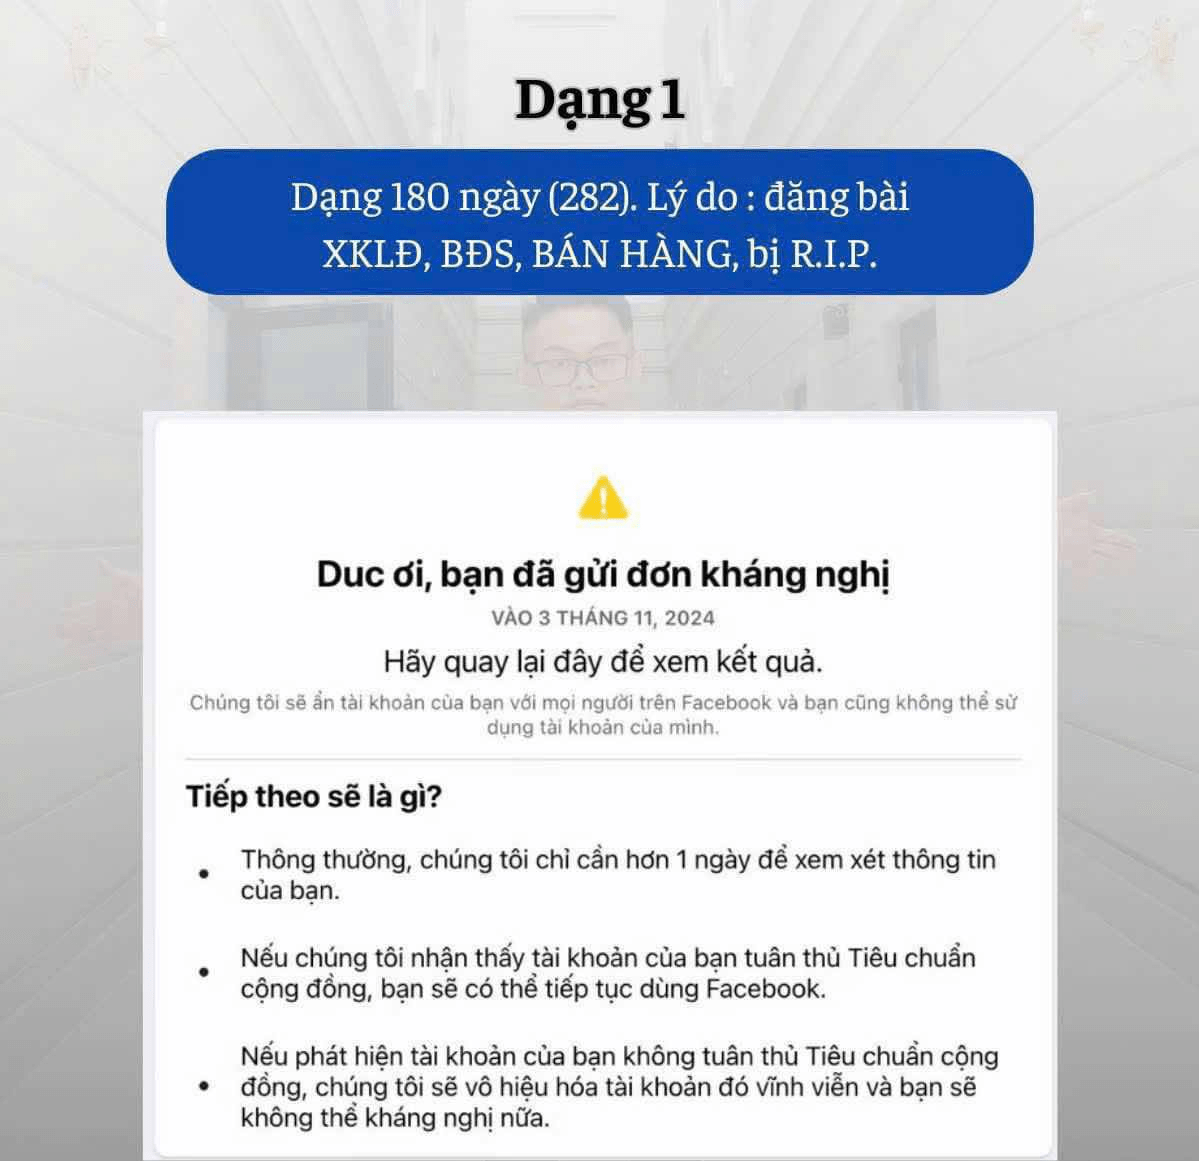 Dạng 1
Dạng 180 ngày (282). Lý do : đăng bài
XKLĐ, BĐS, BÁN HÀNG, bị R.I.P.
Duc ơi, bạn đã gửi đơn kháng nghị
VÀO 3 THÁNG 11, 2024
Hãy quay lại đây để xem kết quả.
Chúng tôi sẽ ẩn tài khoản của bạn với mọi người trên Facebook và bạn cũng không thể sử
dụng tài khoản của mình.
Tiếp theo sẽ là gì?
• Thông thường, chúng tôi chỉ cần hơn 1 ngày để xem xét thông tin
của bạn.
• Nếu chúng tôi nhận thấy tài khoản của bạn tuân thủ Tiêu chuẩn
cộng đồng, bạn sẽ có thể tiếp tục dùng Facebook.
Nếu phát hiện tài khoản của bạn không tuân thủ Tiêu chuẩn cộng
• đồng, chúng tôi sẽ vô hiệu hóa tài khoản đó vĩnh viễn và bạn sẽ
không thể kháng nghị nữa.